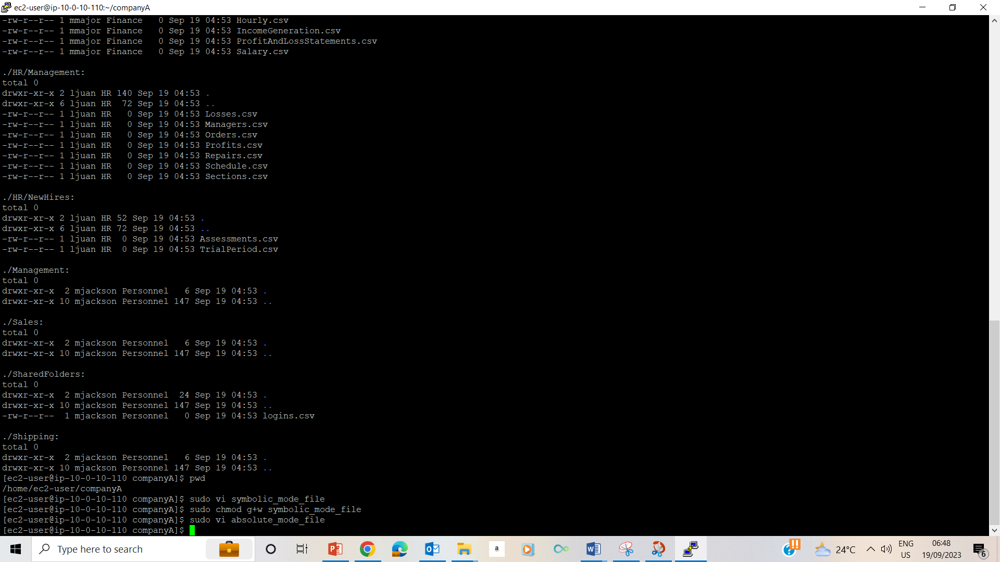 ec2-user@ip-10-0-10-110:~/companyA
-rw-r--r-- 1 mmajor Finance   0 Sep 19 04:53 Hourly.csv
-rw-r--r-- 1 mmajor Finance   0 Sep 19 04:53 IncomeGeneration.csv
-rw-r--r-- 1 mmajor Finance   0 Sep 19 04:53 ProfitAndLossStatements.csv
-rw-r--r-- 1 mmajor Finance   0 Sep 19 04:53 Salary.csv
./HR/Management:
total 0
drwxr-xr-x 2 ljuan HR 140 Sep 19 04:53 .
drwxr-xr-x 6 ljuan HR  72 Sep 19 04:53 ..
-rw-r--r-- 1 ljuan HR   0 Sep 19 04:53 Losses.csv
-rw-r--r-- 1 ljuan HR   0 Sep 19 04:53 Managers.csv
-rw-r--r-- 1 ljuan HR   0 Sep 19 04:53 Orders.csv
-rw-r--r-- 1 ljuan HR   0 Sep 19 04:53 Profits.csv
-rw-r--r-- 1 ljuan HR   0 Sep 19 04:53 Repairs.csv
-rw-r--r-- 1 ljuan HR   0 Sep 19 04:53 Schedule.csv
-rw-r--r-- 1 ljuan HR   0 Sep 19 04:53 Sections.csv
./HR/NewHires:
total 0
drwxr-xr-x 2 ljuan HR 52 Sep 19 04:53 .
drwxr-xr-x 6 ljuan HR 72 Sep 19 04:53 ..
-rw-r--r-- 1 ljuan HR  0 Sep 19 04:53 Assessments.csv
-rw-r--r-- 1 ljuan HR  0 Sep 19 04:53 TrialPeriod.csv
./Management:
total 0
drwxr-xr-x  2 mjackson Personnel   6 Sep 19 04:53 .
drwxr-xr-x 10 mjackson Personnel 147 Sep 19 04:53 ..
./Sales:
total 0
drwxr-xr-x  2 mjackson Personnel   6 Sep 19 04:53 .
drwxr-xr-x 10 mjackson Personnel 147 Sep 19 04:53 ..
./SharedFolders:
total 0
drwxr-xr-x  2 mjackson Personnel  24 Sep 19 04:53 .
drwxr-xr-x 10 mjackson Personnel 147 Sep 19 04:53 ..
-rw-r--r--  1 mjackson Personnel   0 Sep 19 04:53 logins.csv
./Shipping:
total 0
drwxr-xr-x  2 mjackson Personnel   6 Sep 19 04:53 .
drwxr-xr-x 10 mjackson Personnel 147 Sep 19 04:53 ..
[ec2-user@ip-10-0-10-110 companyA]$ pwd
/home/ec2-user/companyA
[ec2-user@ip-10-0-10-110 companyA]$ sudo vi symbolic_mode_file
[ec2-user@ip-10-0-10-110 companyA]$ sudo chmod g+w symbolic_mode_file
[ec2-user@ip-10-0-10-110 companyA]$ sudo vi absolute_mode_file
[ec2-user@ip-10-0-10-110 companyA]$
Type here to search
a
24°C
ENG
US
06:48
19/09/2023
6